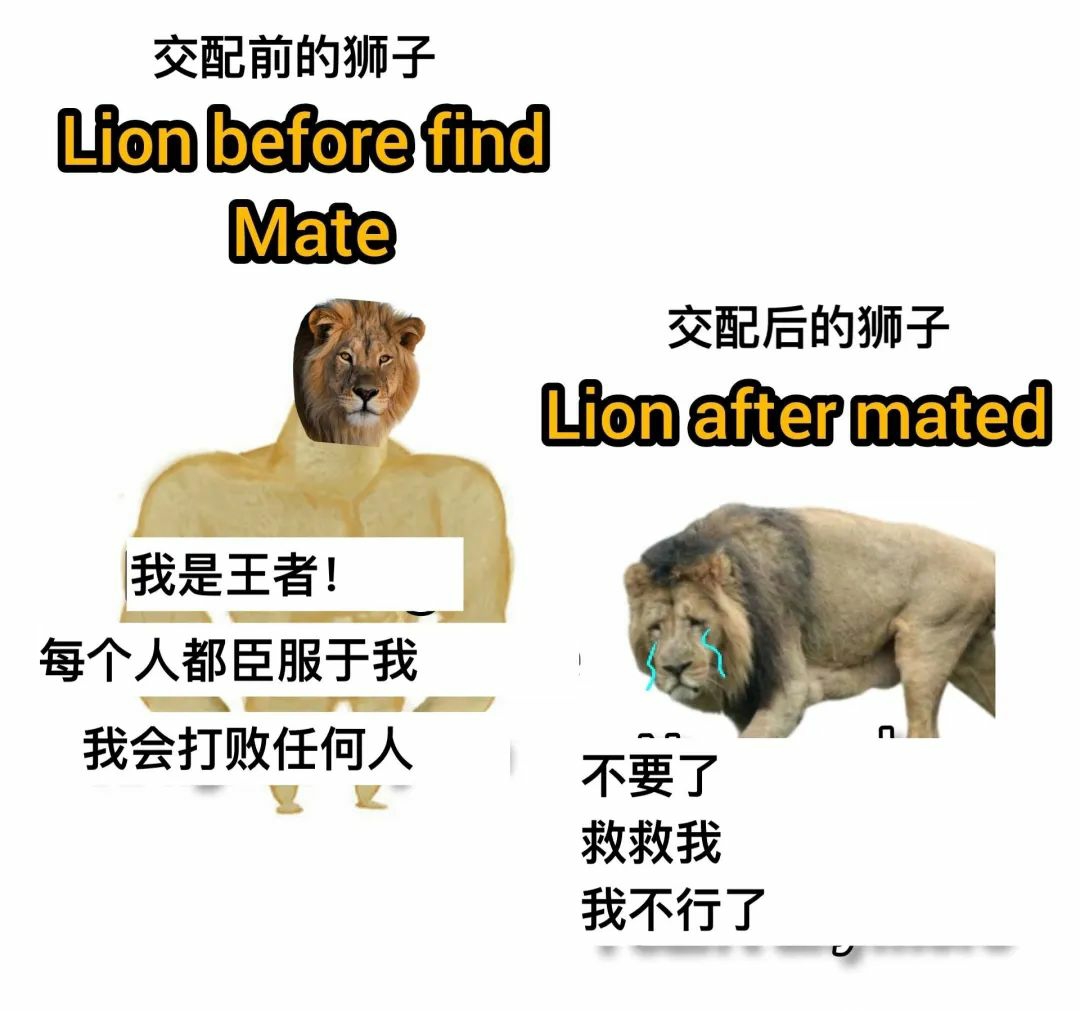 交配前的狮子
Lion before find
Mate
我是王者！
每个人都臣服于我
我会打败任何人
交配后的狮子
Lion after mated
不要了
救救我
我不行了